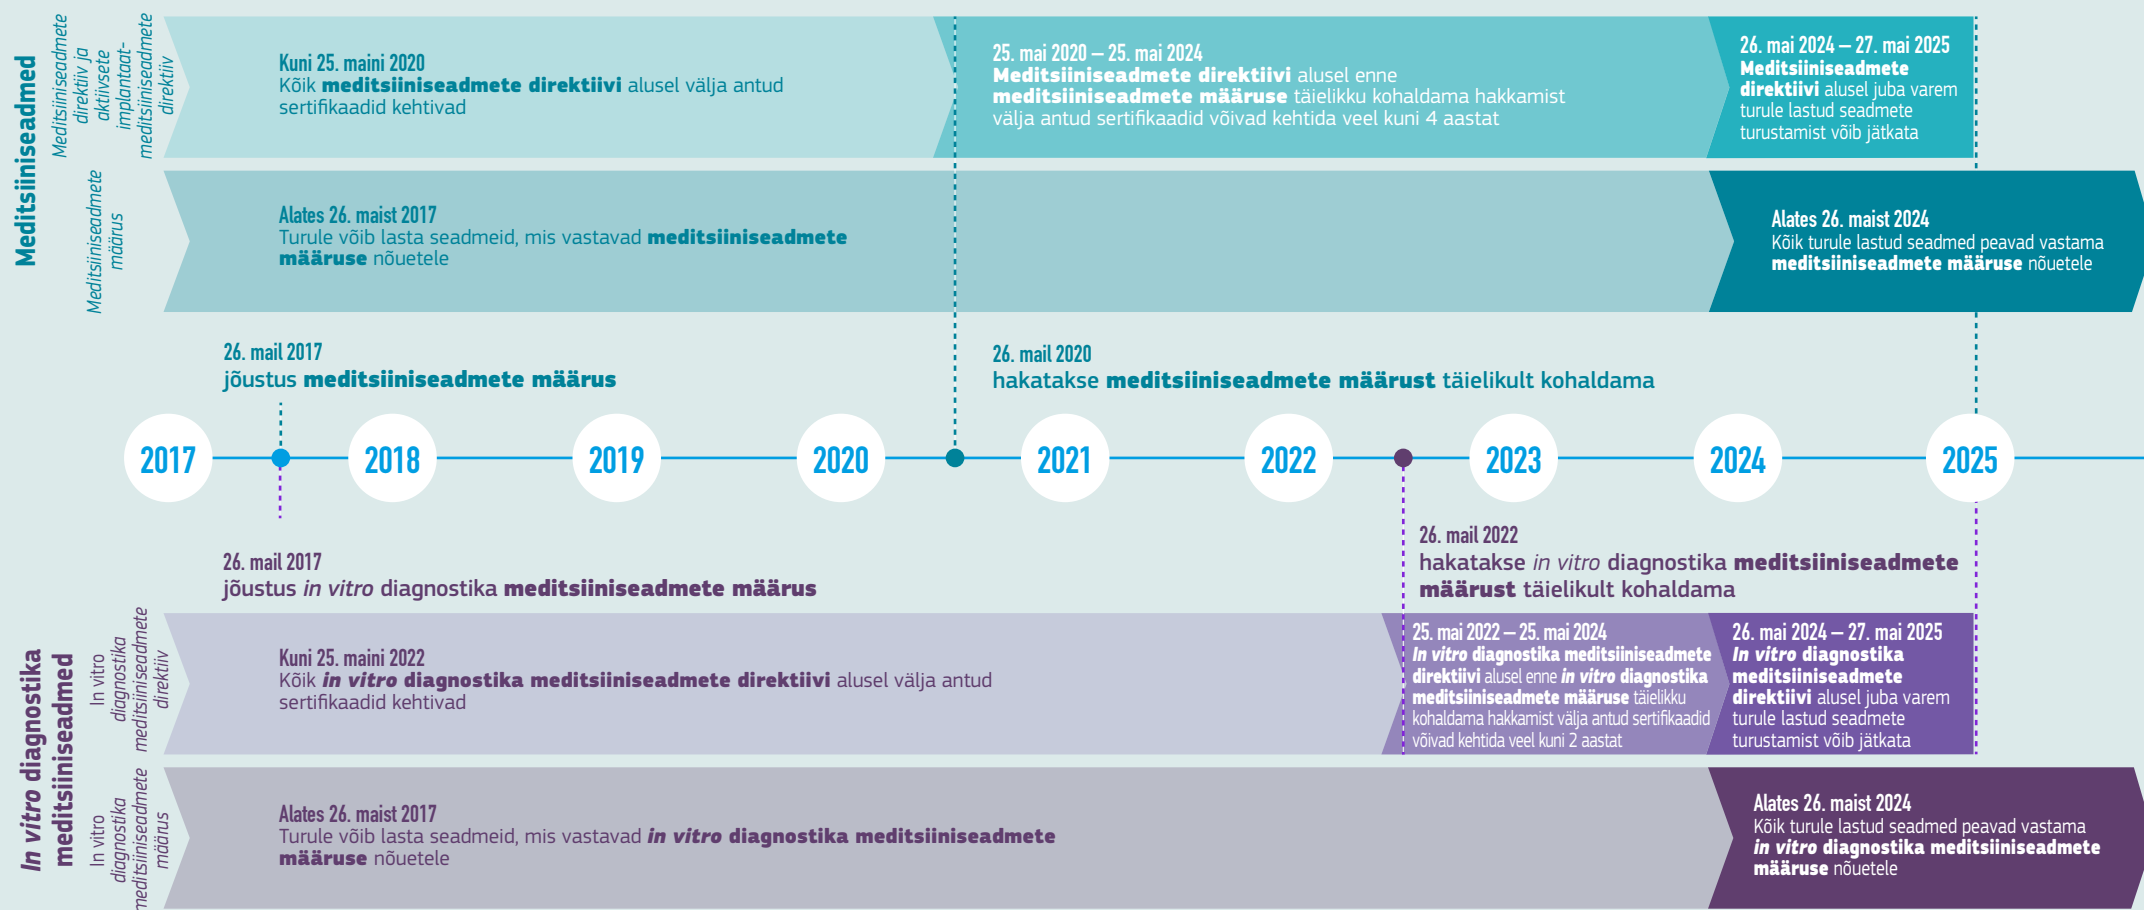 Meditsiiniseadmed
Meditsiiniseadmete
direktiiv ja
aktiivsete
implantaat-
meditsiiniseadmete
direktiiv
Kuni 25. maini 2020
Kõik meditsiiniseadmete direktiivi alusel välja antud
sertifikaadid kehtivad
25. mai 2020 – 25. mai 2024
Meditsiiniseadmete direktiivi alusel enne
meditsiiniseadmete määruse täielikku kohaldama hakkamist
välja antud sertifikaadid võivad kehtida veel kuni 4 aastat
26. mai 2024 – 27. mai 2025
Meditsiiniseadmete
direktiivi alusel juba varem
turule lastud seadmete
turustamist võib jätkata
Meditsiiniseadmete
määrus
Alates 26. maist 2017
Turule võib lasta seadmeid, mis vastavad meditsiiniseadmete
määruse nõuetele
Alates 26. maist 2024
Kõik turule lastud seadmed peavad vastama
meditsiiniseadmete määruse nõuetele
26. mail 2017
jõustus meditsiiniseadmete määrus
26. mail 2020
hakatakse meditsiiniseadmete määrust täielikult kohaldama
2017
2018
2019
2020
2021
2022
2023
2024
2025
26. mail 2017
jõustus in vitro diagnostika meditsiiniseadmete määrus
26. mail 2022
hakatakse in vitro diagnostika meditsiiniseadmete
määrust täielikult kohaldama
In vitro diagnostika
meditsiiniseadmed
In vitro
diagnostika
meditsiiniseadmete
direktiiv
Kuni 25. maini 2022
Kõik in vitro diagnostika meditsiiniseadmete direktiivi alusel välja antud
sertifikaadid kehtivad
25. mai 2022 – 25. mai 2024
In vitro diagnostika meditsiiniseadmete
direktiivi alusel enne in vitro diagnostika
meditsiiniseadmete määruse täielikku
kohaldama hakkamist välja antud sertifikaadid
võivad kehtida veel kuni 2 aastat
26. mai 2024 – 27. mai 2025
In vitro diagnostika
meditsiiniseadmete
direktiivi alusel juba varem
turule lastud seadmete
turustamist võib jätkata
In vitro
diagnostika
meditsiiniseadmete
määrus
Alates 26. maist 2017
Turule võib lasta seadmeid, mis vastavad in vitro diagnostika meditsiiniseadmete
määruse nõuetele
Alates 26. maist 2024
Kõik turule lastud seadmed peavad vastama
in vitro diagnostika meditsiiniseadmete
määruse nõuetele